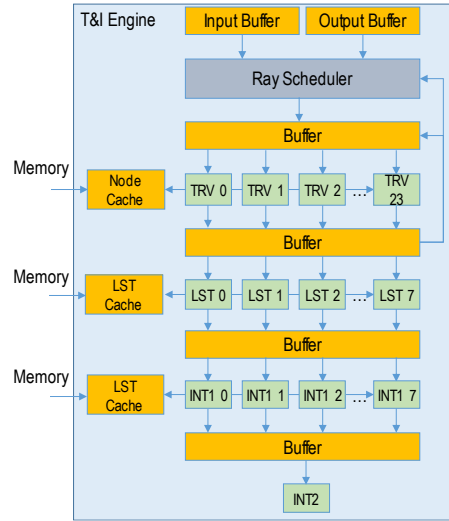 T&I Engine
Input Buffer
Output Buffer
Ray Scheduler
Buffer
Memory
Node
Cache
TRV 0
TRV 1
TRV 2
...
TRV
23
Buffer
Memory
LST
Cache
LST 0
LST 1
LST 2
...
LST 7
Buffer
Memory
LST
Cache
INT1 0
INT1 1
INT1 2
...
INT1 7
Buffer
INT2